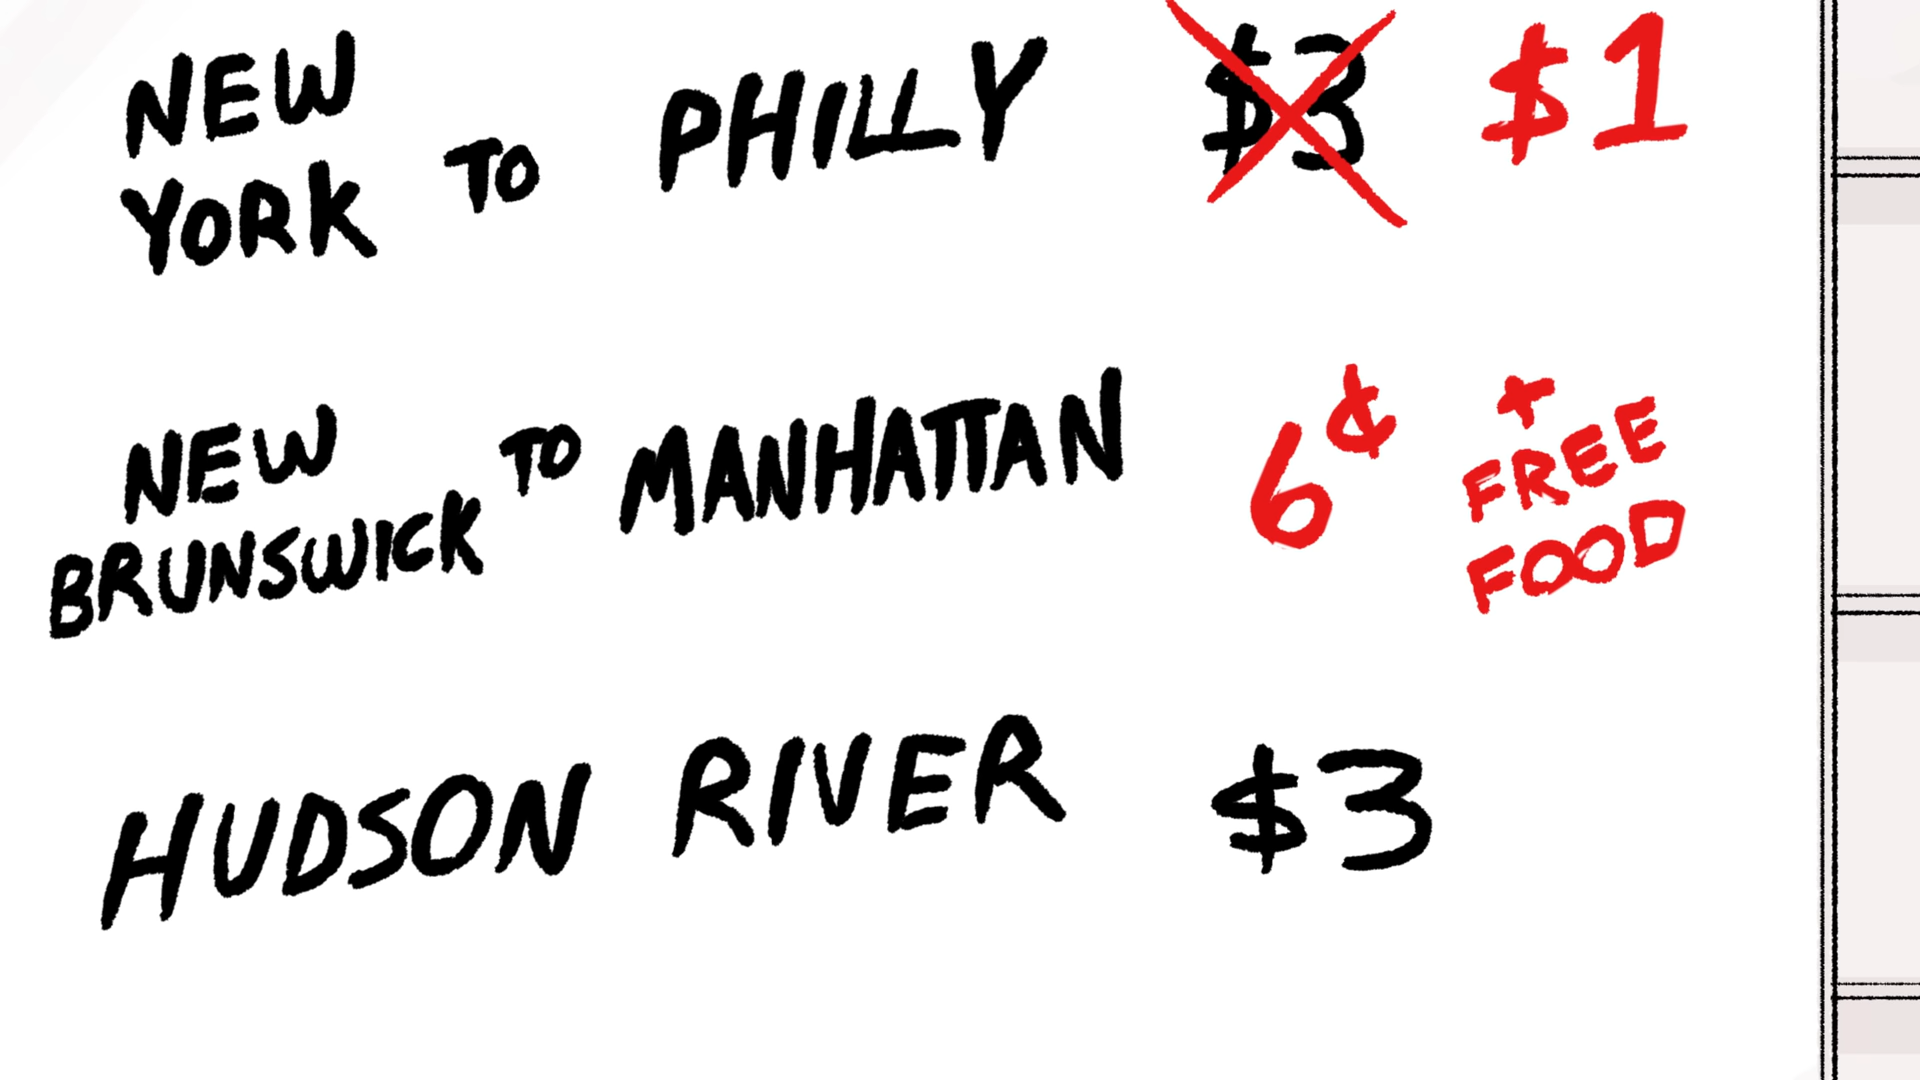 NEW YORK TO PHILLY $3 $1
NEW BRUNSWICK TO MANHATTAN 6¢ + FREE FOOD
HUDSON RIVER $3